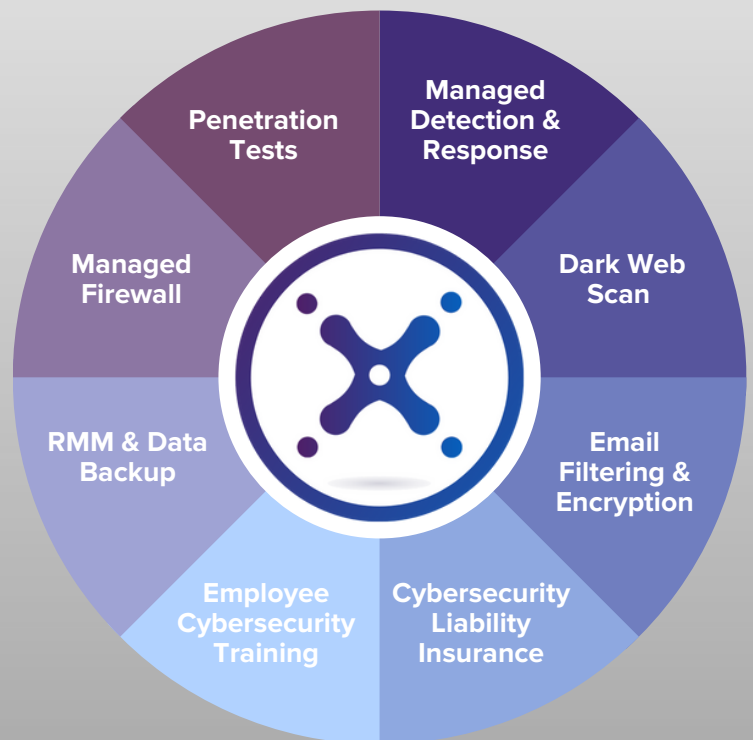 Managed
Detection &
Response
Dark Web
Scan
Email
Filtering &
Encryption
Cybersecurity
Liability
Insurance
Employee
Cybersecurity
Training
RMM & Data
Backup
Managed
Firewall
Penetration
Tests